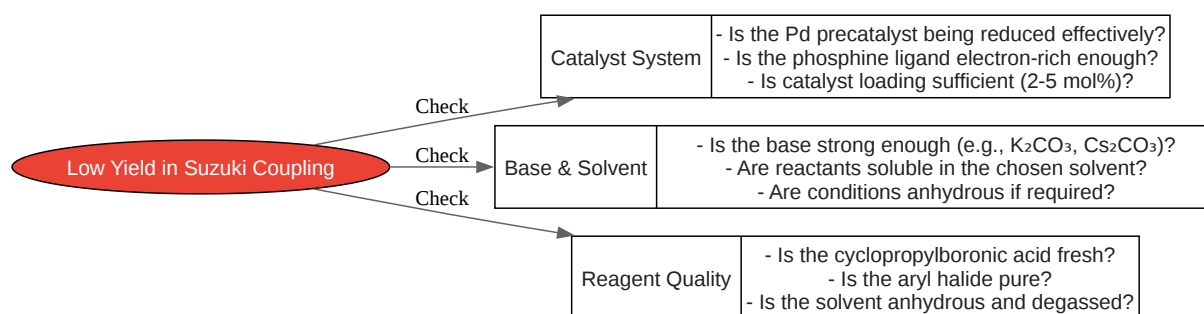 Low Yield in Suzuki Coupling
Check
Catalyst System
- Is the Pd precatalyst being reduced effectively?
- Is the phosphine ligand electron-rich enough?
- Is catalyst loading sufficient (2-5 mol%)?
Check
Base & Solvent
- Is the base strong enough (e.g., K₂CO₃, Cs₂CO₃)?
- Are reactants soluble in the chosen solvent?
- Are conditions anhydrous if required?
Check
Reagent Quality
- Is the cyclopropylboronic acid fresh?
- Is the aryl halide pure?
- Is the solvent anhydrous and degassed?